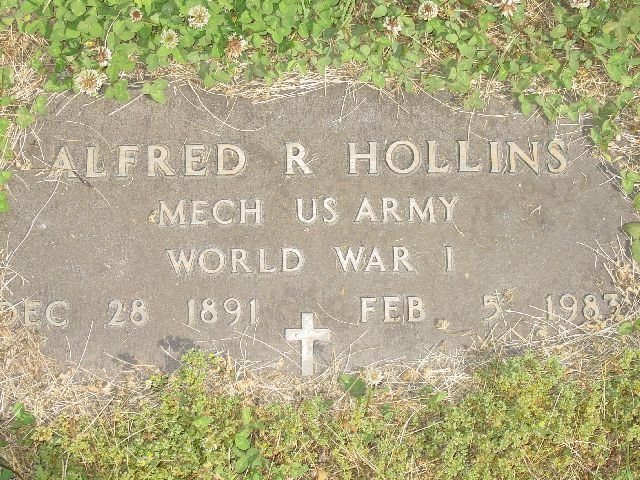 ALFRED R HOLLINS
MECH US ARMY
WORLD WAR I
DEC 28 1891 FEB 5 1983